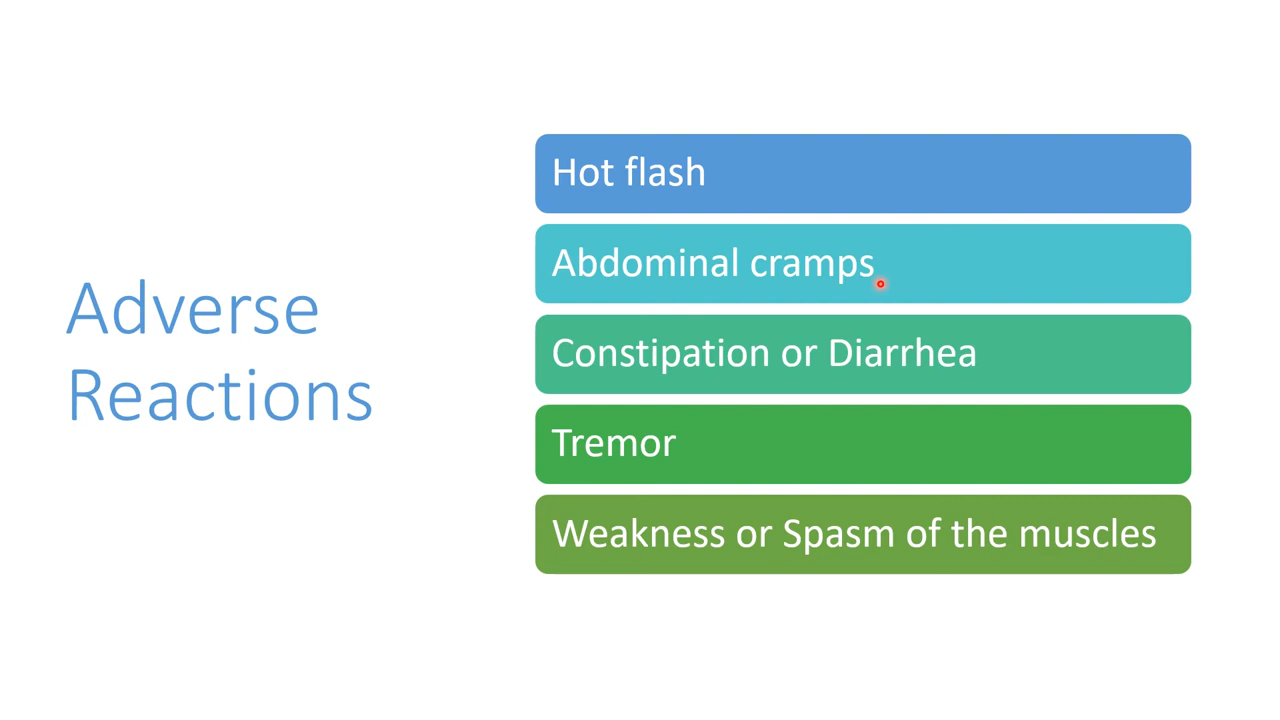 Adverse
Reactions
Hot flash
Abdominal cramps
Constipation or Diarrhea
Tremor
Weakness or Spasm of the muscles